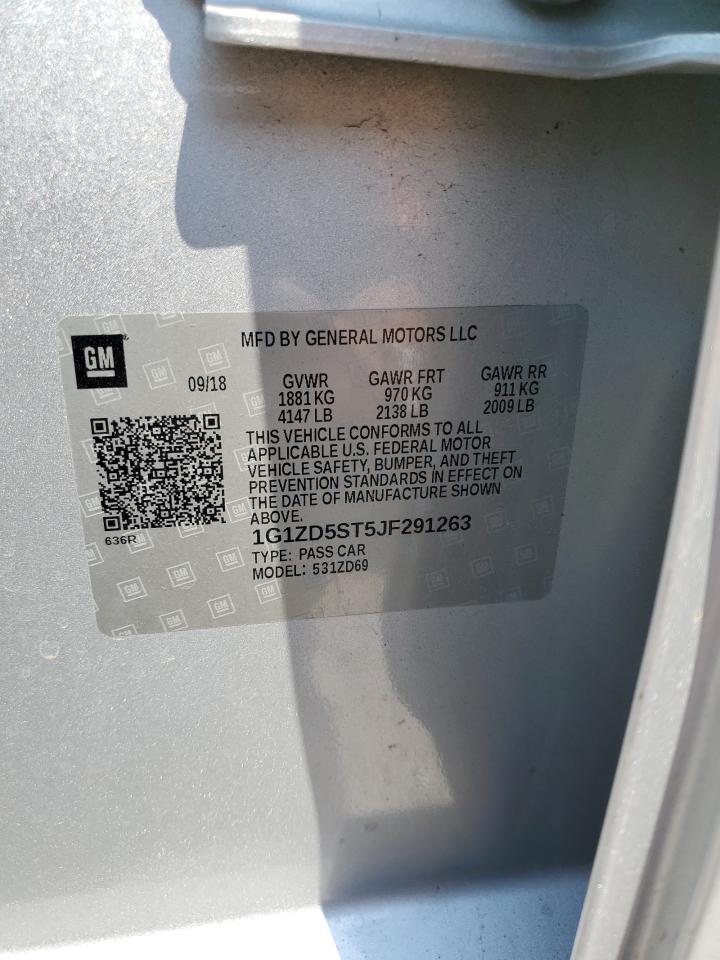 GM
MFD BY GENERAL MOTORS LLC
09/18 GVWR GAWR FRT GAWR RR
1881 KG 970 KG 911 KG
4147 LB 2138 LB 2009 LB
THIS VEHICLE CONFORMS TO ALL
APPLICABLE U.S. FEDERAL MOTOR
VEHICLE SAFETY, BUMPER, AND THEFT
PREVENTION STANDARDS IN EFFECT ON
THE DATE OF MANUFACTURE SHOWN
ABOVE.
636R
1G1ZD5ST5JF291263
TYPE: PASS CAR
MODEL: 531ZD69